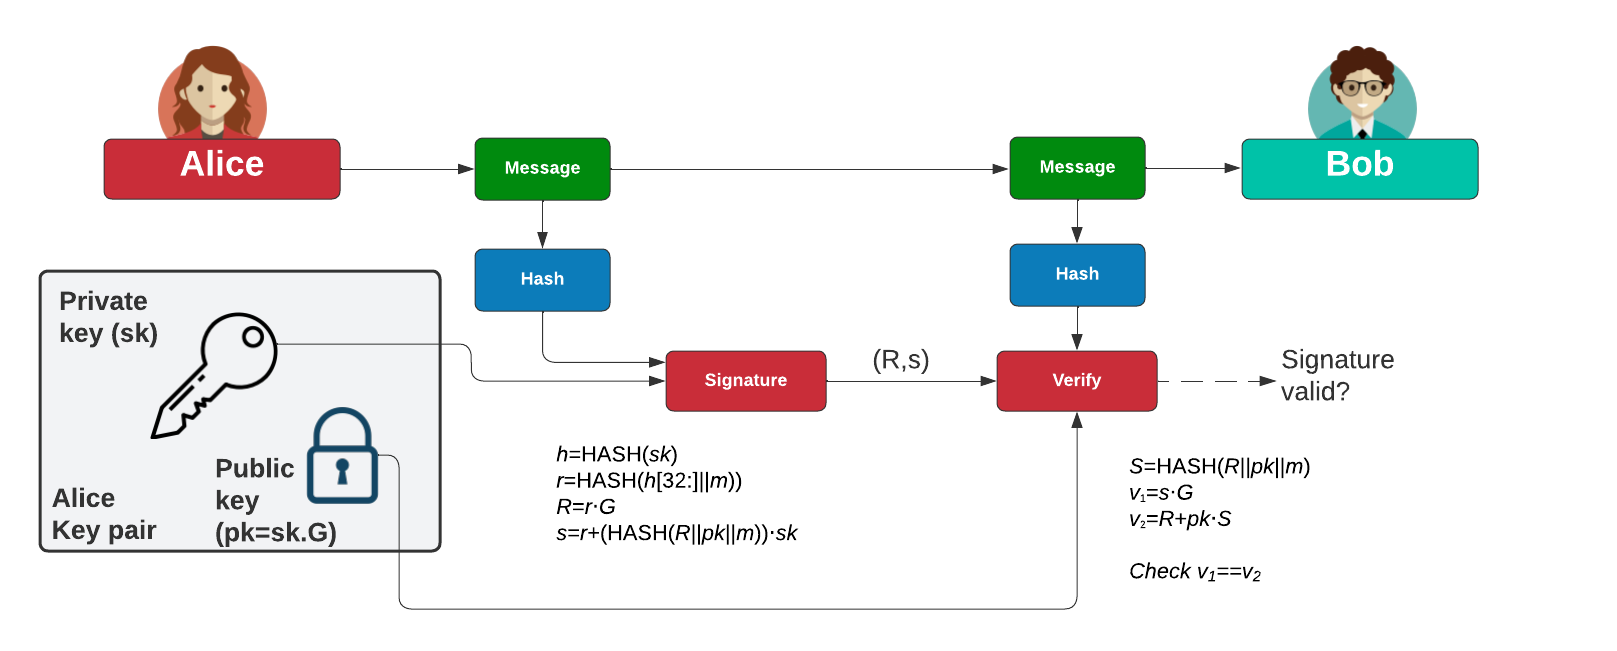 Alice
Message
Message
Bob
Hash
Hash
Private
key (sk)
Public
key
(pk=sk.G)
Alice
Key pair
Signature
(R,s)
Verify
Signature
valid?
h=HASH(sk)
r=HASH(h[32:]||m))
R=r·G
s=r+(HASH(R||pk||m))·sk
S=HASH(R||pk||m)
v₁=s·G
v₂=R+pk·S
Check v₁==v₂